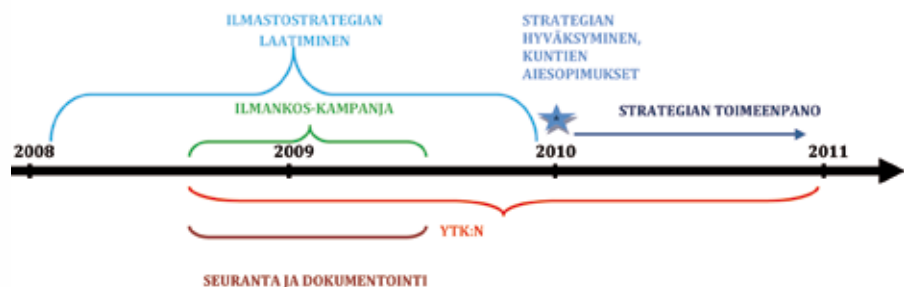 ILMASTOSTRATEGIAN
LAATIMINEN
STRATEGIAN
HYVÄKSYMINEN,
KUNTIEN
AIESOPIMUKSET
ILMANKOS-KAMPANJA
STRATEGIAN TOIMEENPANO
2008
2009
2010
2011
YTK:N
SEURANTA JA DOKUMENTOINTI